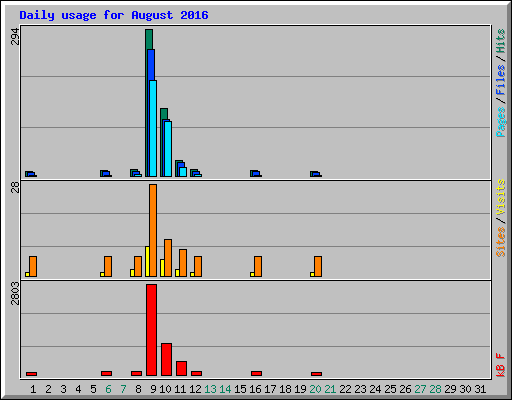 Daily usage for August 2016
294
28
2803
Pages / Files / Hits
Sites / Visits
kB F
1 2 3 4 5 6 7 8 9 10 11 12 13 14 15 16 17 18 19 20 21 22 23 24 25 26 27 28 29 30 31